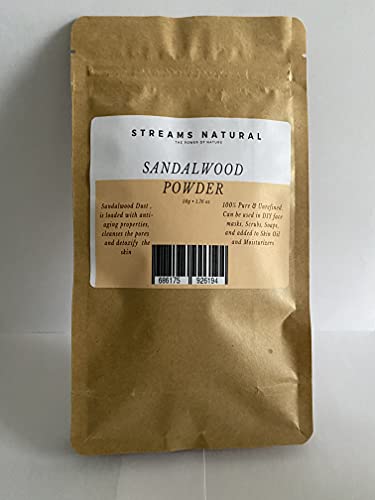 STREAMS NATURAL
THE POWER OF NATURE
SANDALWOOD
POWDER
50g • 1.76 oz
Sandalwood Dust ,
is loaded with anti-
aging properties,
cleanses the pores
and detoxify the
skin
100% Pure & Unrefined.
Can be used in DIY face
masks, Scrubs, Soaps,
and added to Skin Oil
and Moisturizers
686175 926194